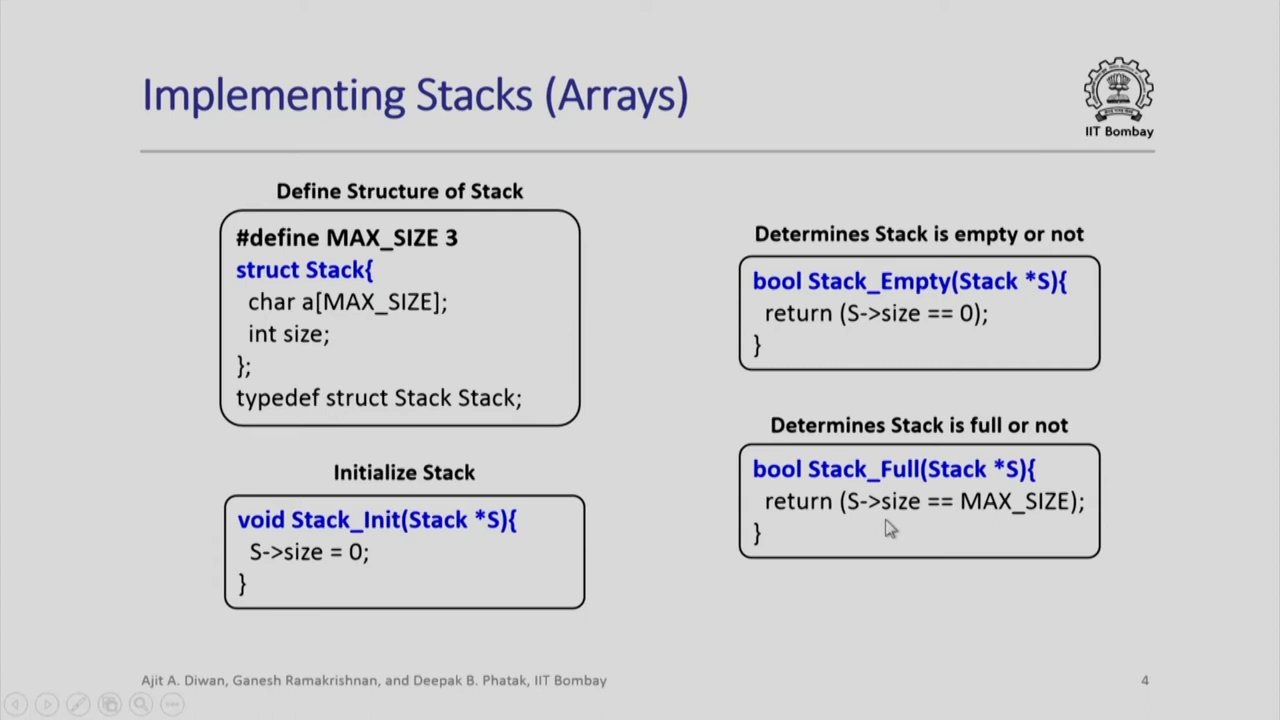 Implementing Stacks (Arrays)
IIT Bombay
Define Structure of Stack
#define MAX_SIZE 3
struct Stack{
char a[MAX_SIZE];
int size;
};
typedef struct Stack Stack;
Initialize Stack
void Stack_Init(Stack *S){
S->size = 0;
}
Determines Stack is empty or not
bool Stack_Empty(Stack *S){
return (S->size == 0);
}
Determines Stack is full or not
bool Stack_Full(Stack *S){
return (S->size == MAX_SIZE);
}
Ajit A. Diwan, Ganesh Ramakrishnan, and Deepak B. Phatak, IIT Bombay
4